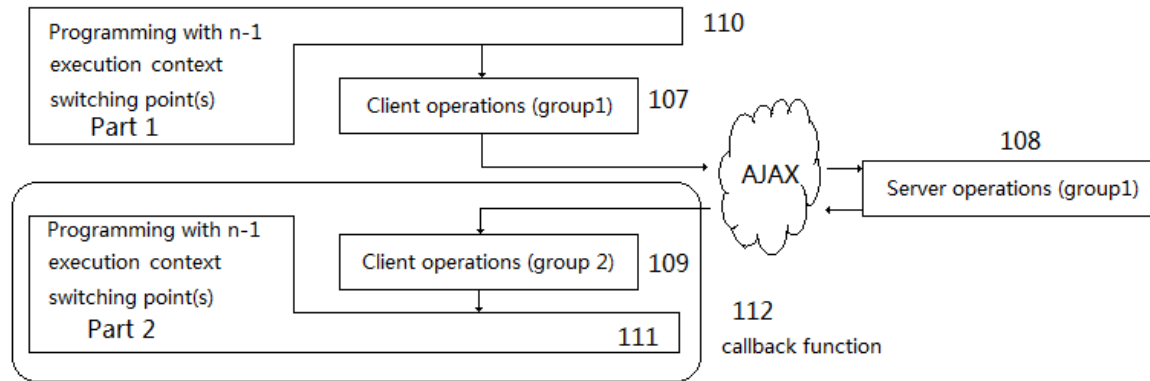 Programming with n-1
execution context
switching point(s)
Part 1
110
Client operations (group1)
107
AJAX
108
Server operations (group1)
Programming with n-1
execution context
switching point(s)
Part 2
Client operations (group 2)
109
111
112
callback function